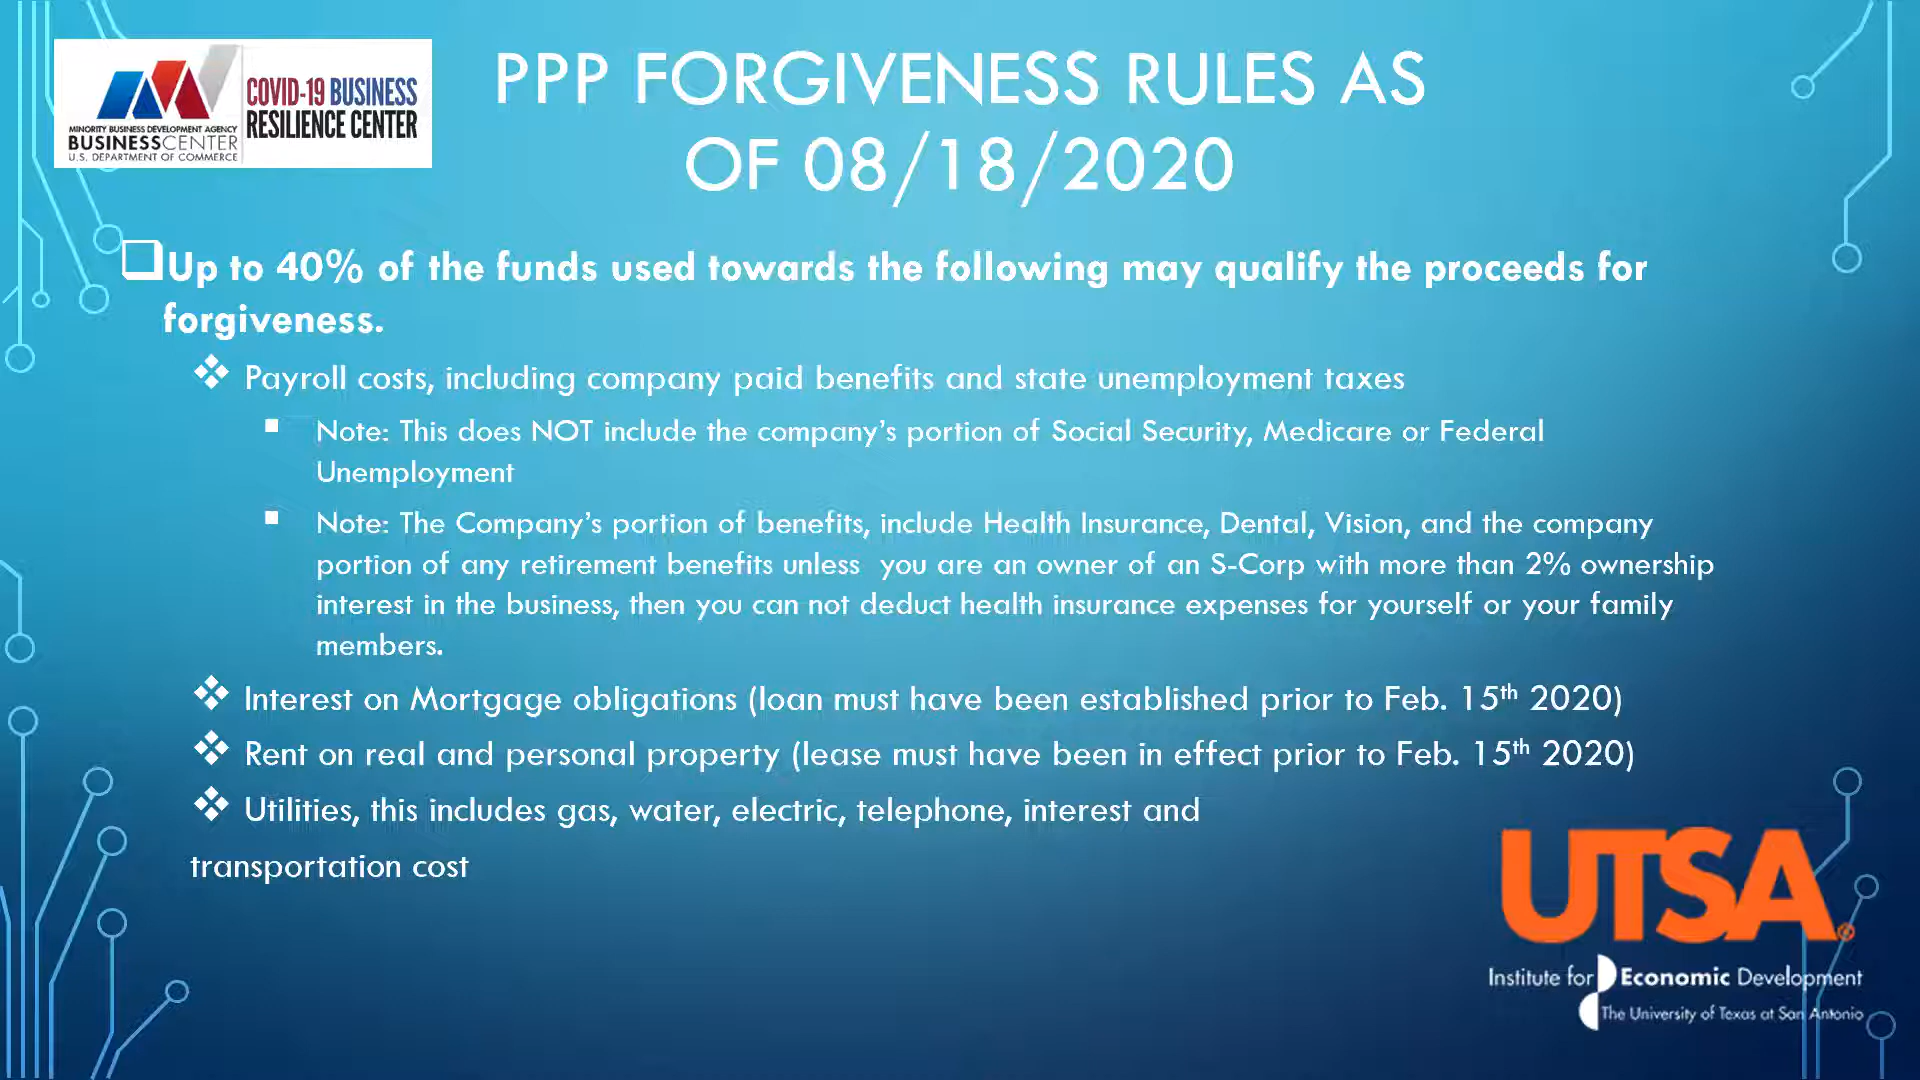 MINORITY BUSINESS DEVELOPMENT AGENCY
BUSINESSCENTER
U.S. DEPARTMENT OF COMMERCE
COVID-19 BUSINESS
RESILIENCE CENTER
PPP FORGIVENESS RULES AS
OF 08/18/2020
Up to 40% of the funds used towards the following may qualify the proceeds for
forgiveness.
Payroll costs, including company paid benefits and state unemployment taxes
Note: This does NOT include the company's portion of Social Security, Medicare or Federal
Unemployment
Note: The Company's portion of benefits, include Health Insurance, Dental, Vision, and the company
portion of any retirement benefits unless you are an owner of an S-Corp with more than 2% ownership
interest in the business, then you can not deduct health insurance expenses for yourself or your family
members.
Interest on Mortgage obligations (loan must have been established prior to Feb. 15th 2020)
Rent on real and personal property (lease must have been in effect prior to Feb. 15th 2020)
Utilities, this includes gas, water, electric, telephone, interest and
transportation cost
UTSA®
Institute for Economic Development
The University of Texas at San Antonio